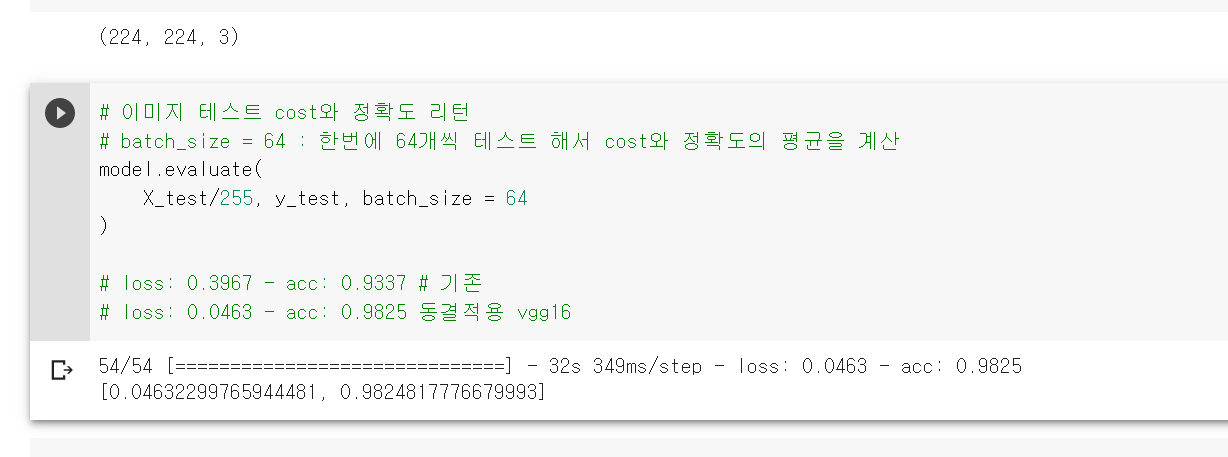 (224, 224, 3)
# 이미지 테스트 cost와 정확도 리턴
# batch_size = 64 : 한번에 64개씩 테스트 해서 cost와 정확도의 평균을 계산
model.evaluate(
X_test/255, y_test, batch_size = 64
)
# loss: 0.3967 - acc: 0.9337 # 기존
# loss: 0.0463 - acc: 0.9825 동결적용 vgg16
54/54 [==============================] - 32s 349ms/step - loss: 0.0463 - acc: 0.9825
[0.04632299765944481, 0.9824817776679993]